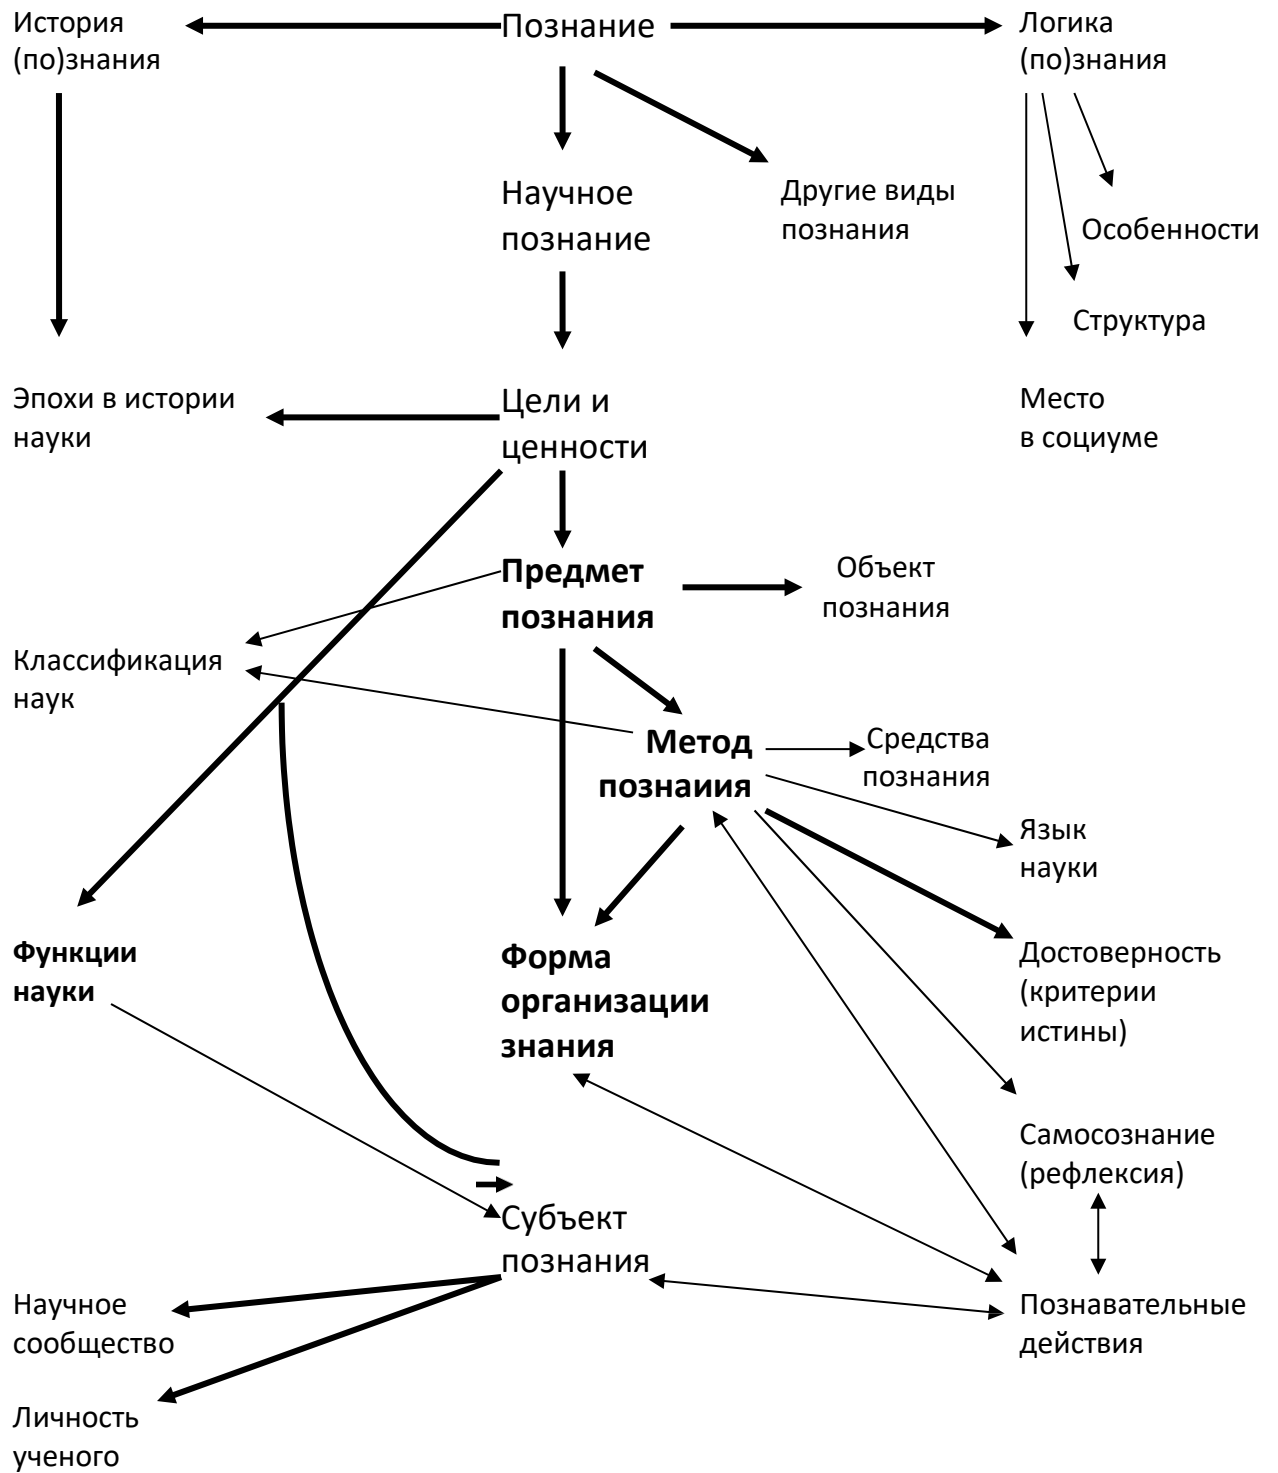 История
(по)знания
Познание
Логика
(по)знания
Научное
познание
Другие виды
познания
Особенности
Структура
Эпохи в истории
науки
Цели и
ценности
Место
в социуме
Предмет
познания
Объект
познания
Классификация
наук
Метод
познаиия
Средства
познания
Язык
науки
Функции
науки
Форма
организации
знания
Достоверность
(критерии
истины)
Самосознание
(рефлексия)
Субъект
познания
Научное
сообщество
Познавательные
действия
Личность
ученого